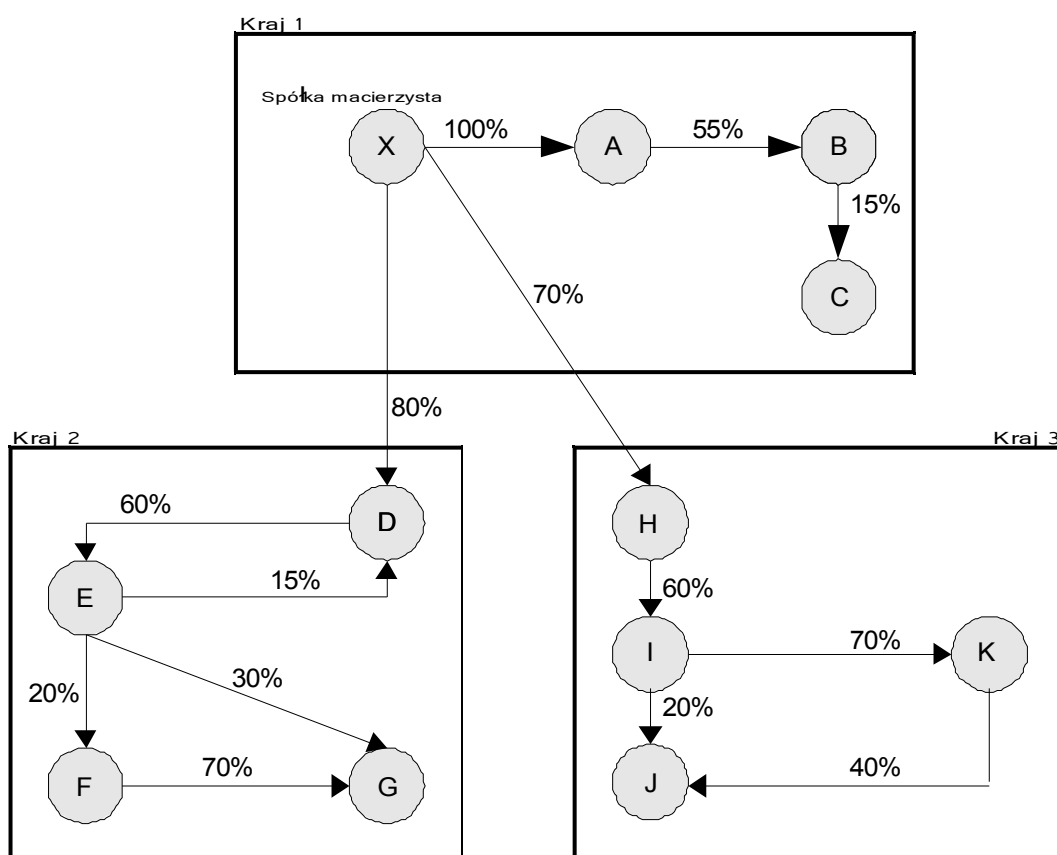 Kraj 1
Spółka macierzysta
X
100%
A
55%
B
15%
C
70%
80%
Kraj 2
Kraj 3
60%
D
H
15%
60%
E
I
70%
K
20%
30%
20%
F
70%
G
J
40%